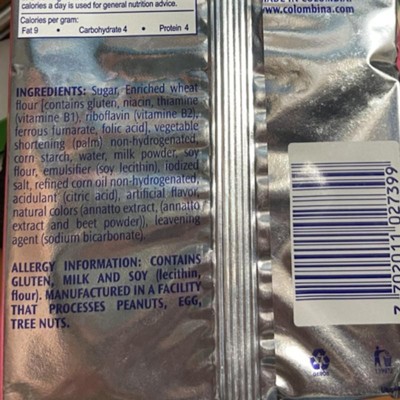 calories a day is used for general nutrition advice.
Calories per gram:
Fat 9 • Carbohydrate 4 • Protein 4
INGREDIENTS: Sugar, Enriched wheat
flour [contains gluten, niacin, thiamine
(vitamin B1), riboflavin (vitamin B2),
ferrous fumarate, folic acid], vegetable
shortening (palm) non-hydrogenated,
corn starch, water, milk powder, soy
flour, emulsifier (soy lecithin), iodized
salt, refined corn oil non-hydrogenated,
acidulant (citric acid), artificial flavor,
natural colors (annatto extract, (annatto
extract and beet powder)), leavening
agent (sodium bicarbonate).
ALLERGY INFORMATION: CONTAINS
GLUTEN, MILK AND SOY (lecithin,
flour). MANUFACTURED IN A FACILITY
THAT PROCESSES PEANUTS, EGG,
TREE NUTS.
MADE IN COLOMBIA
www.colombina.com
7 702011 027399